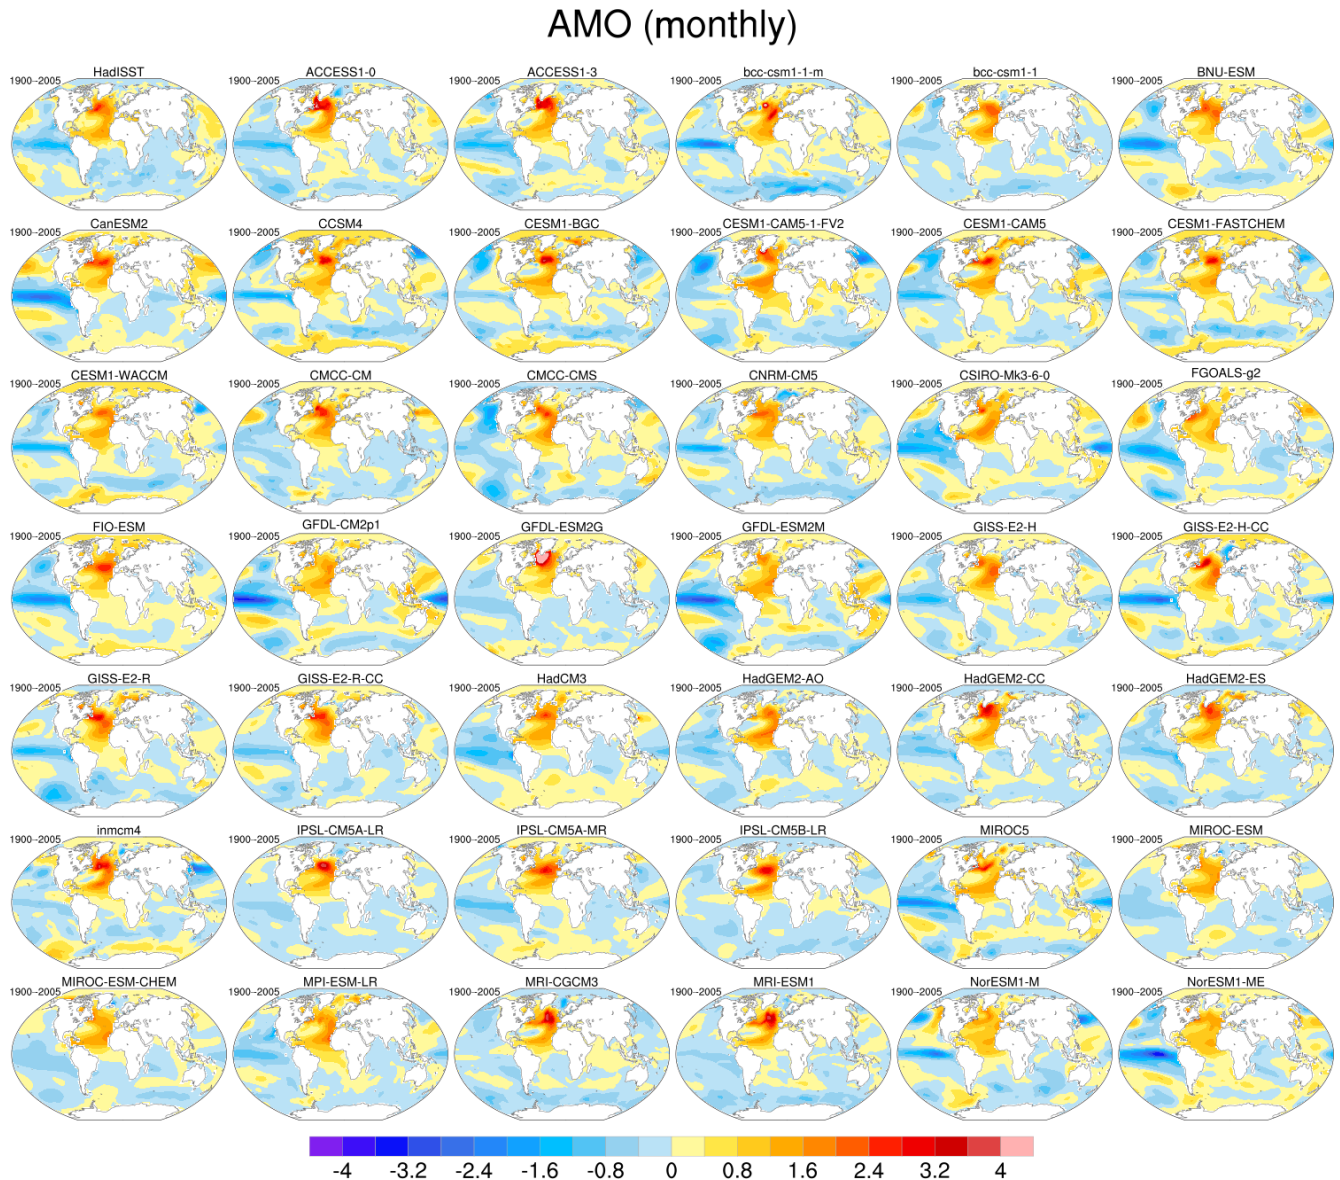 AMO (monthly)
HadISST ACCESS1-0 ACCESS1-3 bcc-csm1-1-m bcc-csm1-1 BNU-ESM
1900-2005 1900-2005 1900-2005 1900-2005 1900-2005 1900-2005
CanESM2 CCSM4 CESM1-BGC CESM1-CAM5-1-FV2 CESM1-CAM5 CESM1-FASTCHEM
1900-2005 1900-2005 1900-2005 1900-2005 1900-2005 1900-2005
CESM1-WACCM CMCC-CM CMCC-CMS CNRM-CM5 CSIRO-Mk3-6-0 FGOALS-g2
1900-2005 1900-2005 1900-2005 1900-2005 1900-2005 1900-2005
FIO-ESM GFDL-CM2p1 GFDL-ESM2G GFDL-ESM2M GISS-E2-H GISS-E2-H-CC
1900-2005 1900-2005 1900-2005 1900-2005 1900-2005 1900-2005
GISS-E2-R GISS-E2-R-CC HadCM3 HadGEM2-AO HadGEM2-CC HadGEM2-ES
1900-2005 1900-2005 1900-2005 1900-2005 1900-2005 1900-2005
inmcm4 IPSL-CM5A-LR IPSL-CM5A-MR IPSL-CM5B-LR MIROC5 MIROC-ESM
1900-2005 1900-2005 1900-2005 1900-2005 1900-2005 1900-2005
MIROC-ESM-CHEM MPI-ESM-LR MRI-CGCM3 MRI-ESM1 NorESM1-M NorESM1-ME
1900-2005 1900-2005 1900-2005 1900-2005 1900-2005 1900-2005
-4 -3.2 -2.4 -1.6 -0.8 0 0.8 1.6 2.4 3.2 4